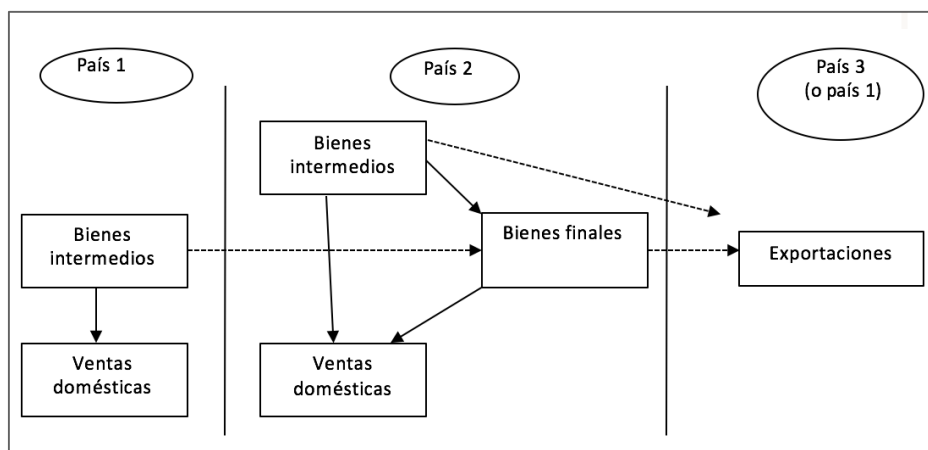 País 1
País 2
País 3
(o país 1)
Bienes
intermedios
Bienes
intermedios
Bienes finales
Exportaciones
Ventas
domésticas
Ventas
domésticas